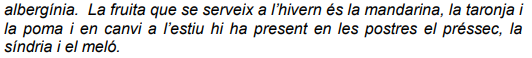 albergínia.  La fruita que se serveix a l’hivern és la mandarina, la taronja i
la poma i en canvi a l’estiu hi ha present en les postres el préssec, la
síndria i el meló.